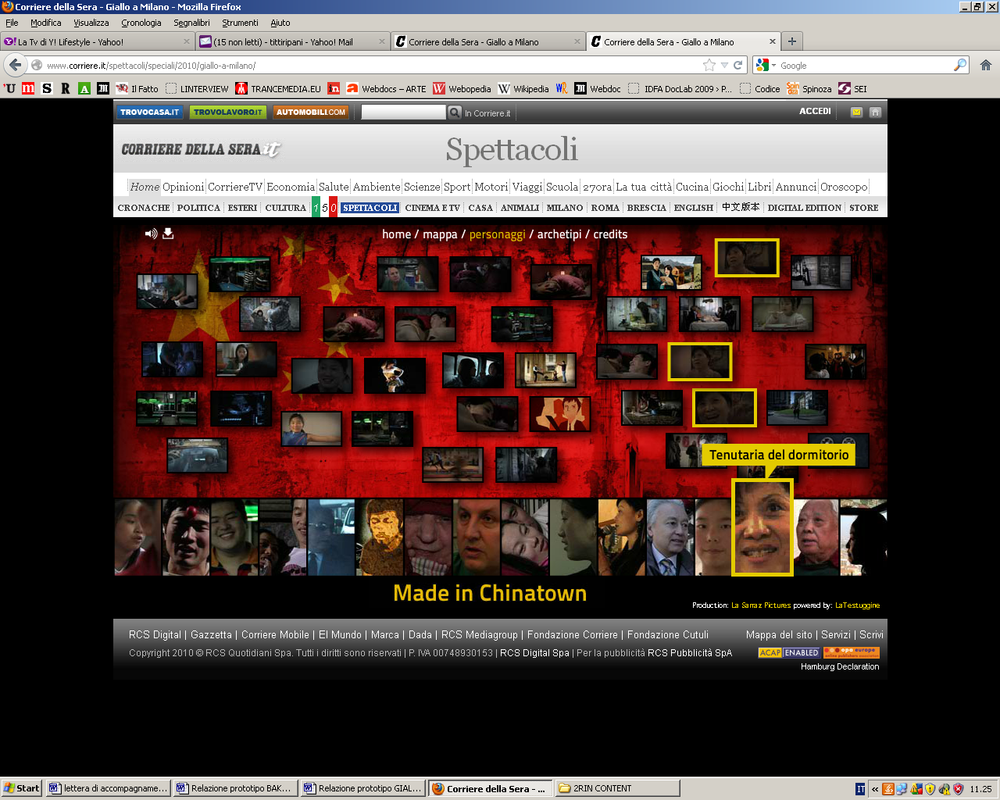 Corriere della Sera - Giallo a Milano - Mozilla Firefox
File Modifica Visualizza Cronologia Segnalibri Strumenti Aiuto
La Tv di Y! Lifestyle - Yahoo! (15 non letti) - tittiripani - Yahoo! Mail Corriere della Sera - Giallo a Milano Corriere della Sera - Giallo a Milano
www.corriere.it/spettacoli/speciali/2010/giallo-a-milano/ Google
Il Fatto LINTERVIEW TRANCEMEDIA.EU Webdocs – ARTE Webopedia Wikipedia Webdoc IDFA DocLab 2009 › P... Codice Spinoza SEI
TROVOCASA.IT TROVOLAVORO.IT AUTOMOBILI.COM In Corriere.it ACCEDI
CORRIERE DELLA SERA.it Spettacoli
Home Opinioni CorriereTV Economia Salute Ambiente Scienze Sport Motori Viaggi Scuola 27ora La tua città Cucina Giochi Libri Annunci Oroscopo
CRONACHE POLITICA ESTERI CULTURA 150 SPETTACOLI CINEMA E TV CASA ANIMALI MILANO ROMA BRESCIA ENGLISH 中文版本 DIGITAL EDITION STORE
home / mappa / personaggi / archetipi / credits
Tenutaria del dormitorio
Made in Chinatown
Production: La Sarraz Pictures powered by: LaTestuggine
RCS Digital | Gazzetta | Corriere Mobile | El Mundo | Marca | Dada | RCS Mediagroup | Fondazione Corriere | Fondazione Cutuli Mappa del sito | Servizi | Scrivi
Copyright 2010 © RCS Quotidiani Spa. Tutti i diritti sono riservati | P. IVA 00748930153 | RCS Digital Spa | Per la pubblicità RCS Pubblicità SpA ACAP ENABLED opa europe
Hamburg Declaration
Start lettera di accompagname... Relazione prototipo BAK... Relazione prototipo GIAL... Corriere della Sera - ... 2RIN CONTENT IT « 11.25